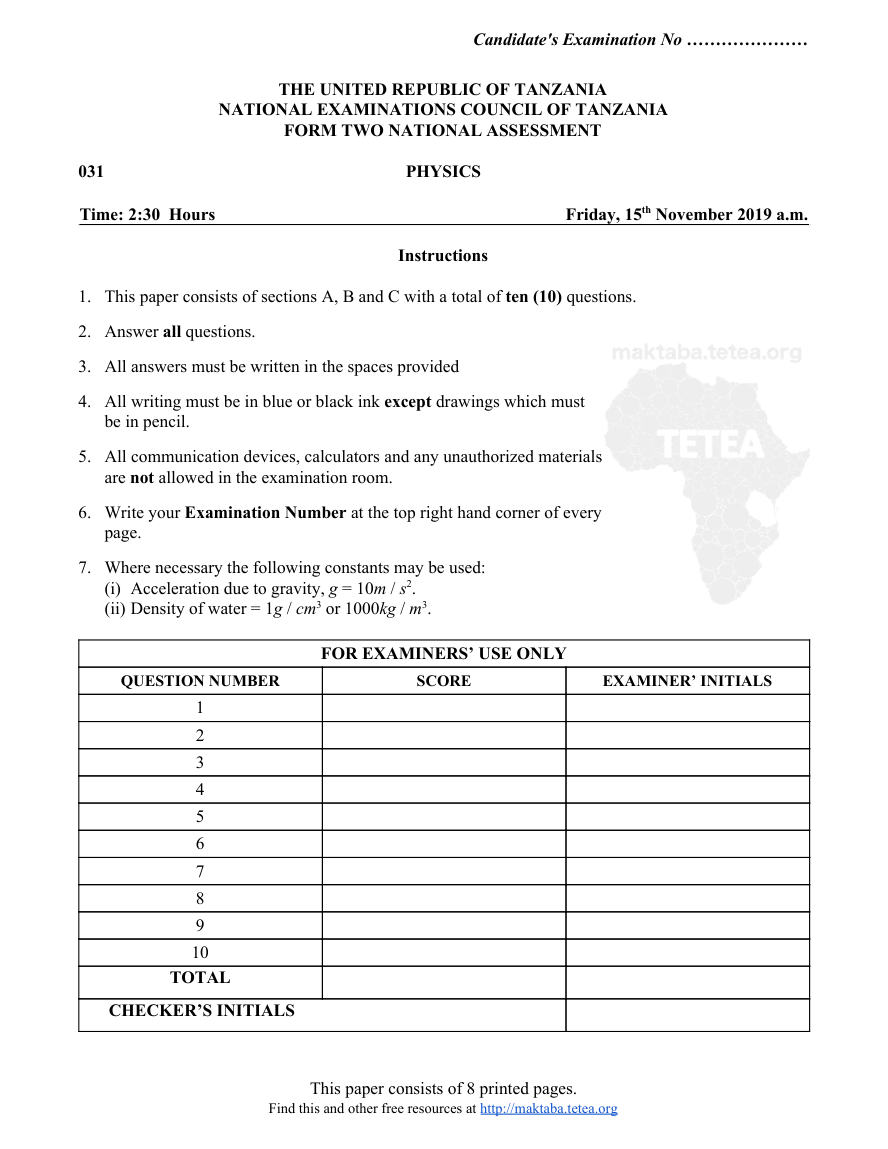 Candidate's Examination No …………………
THE UNITED REPUBLIC OF TANZANIA
NATIONAL EXAMINATIONS COUNCIL OF TANZANIA
FORM TWO NATIONAL ASSESSMENT
031 PHYSICS
Time: 2:30 Hours Friday, 15th November 2019 a.m.
Instructions
1. This paper consists of sections A, B and C with a total of ten (10) questions.
2. Answer all questions.
3. All answers must be written in the spaces provided
4. All writing must be in blue or black ink except drawings which must
be in pencil.
5. All communication devices, calculators and any unauthorized materials
are not allowed in the examination room.
6. Write your Examination Number at the top right hand corner of every
page.
7. Where necessary the following constants may be used:
(i) Acceleration due to gravity, g = 10m / s².
(ii) Density of water = 1g / cm³ or 1000kg / m³.
maktaba.tetea.org
TETEA
FOR EXAMINERS’ USE ONLY
QUESTION NUMBER SCORE EXAMINER’ INITIALS
1
2
3
4
5
6
7
8
9
10
TOTAL
CHECKER’S INITIALS
This paper consists of 8 printed pages.
Find this and other free resources at http://maktaba.tetea.org